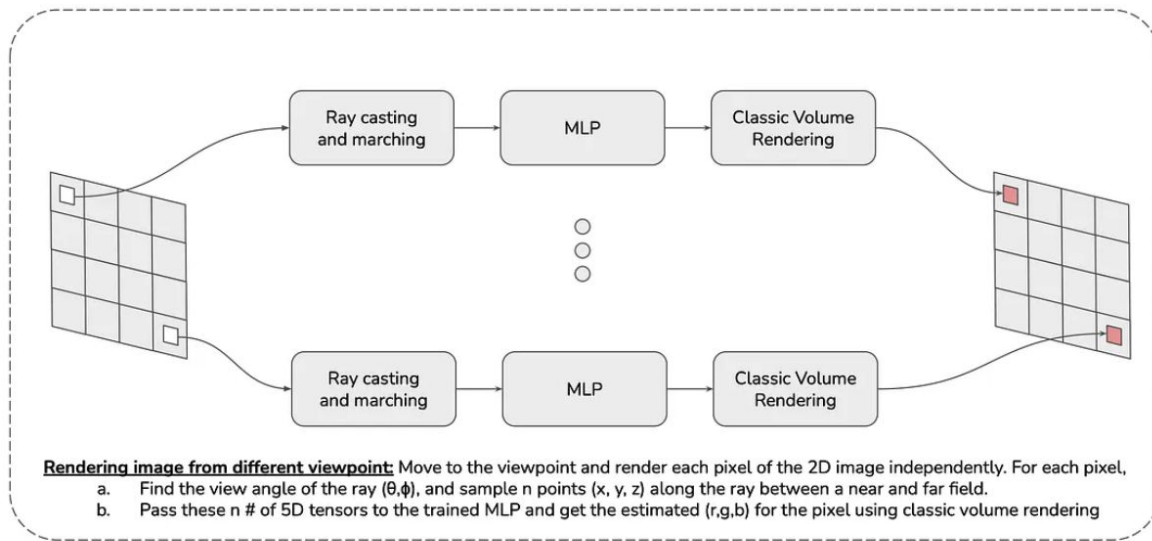 Ray casting
and marching
MLP
Classic Volume
Rendering
Ray casting
and marching
MLP
Classic Volume
Rendering
Rendering image from different viewpoint: Move to the viewpoint and render each pixel of the 2D image independently. For each pixel,
a. Find the view angle of the ray (θ,ϕ), and sample n points (x, y, z) along the ray between a near and far field.
b. Pass these n # of 5D tensors to the trained MLP and get the estimated (r,g,b) for the pixel using classic volume rendering